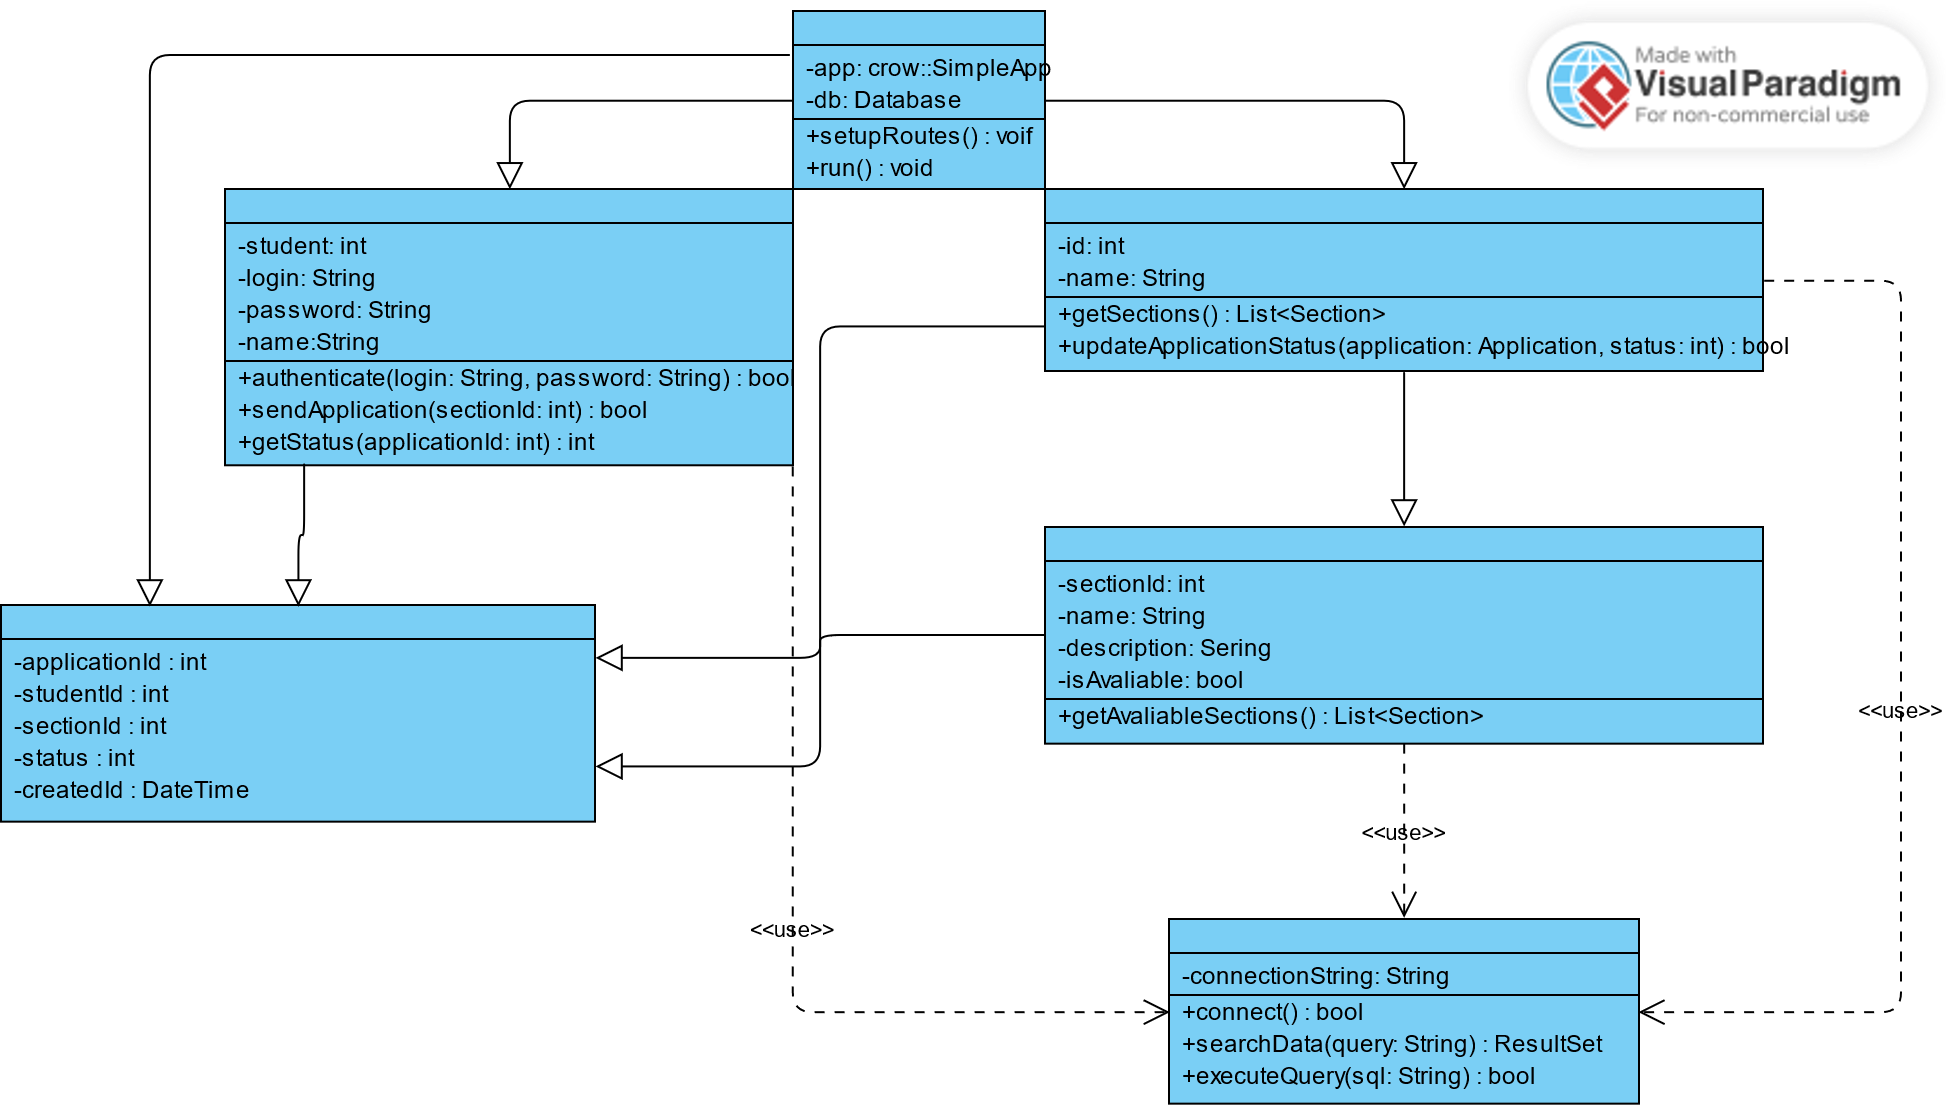 -app: crow::SimpleApp
-db: Database
+setupRoutes() : voif
+run() : void
Made with
Visual Paradigm
For non-commercial use
-student: int
-login: String
-password: String
-name:String
+authenticate(login: String, password: String) : bool
+sendApplication(sectionId: int) : bool
+getStatus(applicationId: int) : int
-id: int
-name: String
+getSections() : List<Section>
+updateApplicationStatus(application: Application, status: int) : bool
-applicationId : int
-studentId : int
-sectionId : int
-status : int
-createdId : DateTime
-sectionId: int
-name: String
-description: Sering
-isAvaliable: bool
+getAvaliableSections() : List<Section>
<<use>>
<<use>>
<<use>>
-connectionString: String
+connect() : bool
+searchData(query: String) : ResultSet
+executeQuery(sql: String) : bool